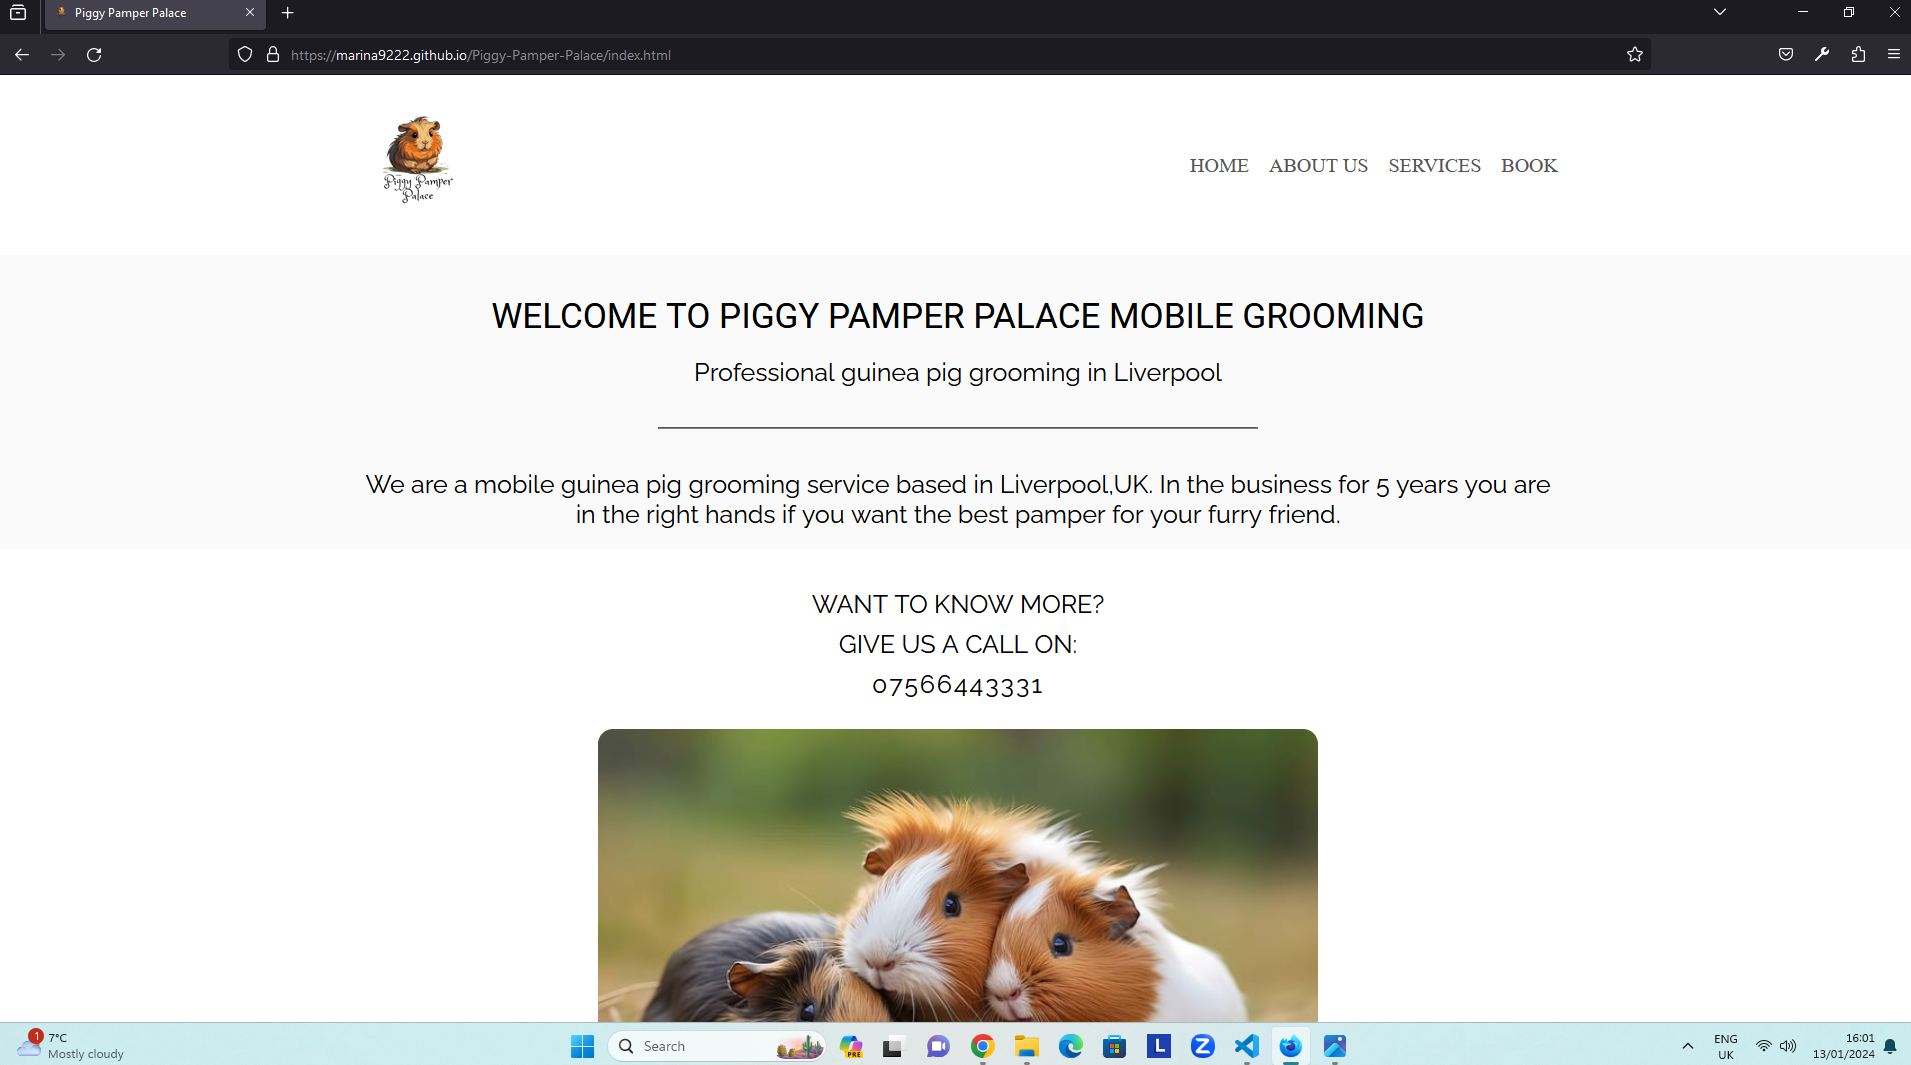 Piggy Pamper Palace
https://marina9222.github.io/Piggy-Pamper-Palace/index.html
Piggy Pamper
Palace
HOME ABOUT US SERVICES BOOK
WELCOME TO PIGGY PAMPER PALACE MOBILE GROOMING
Professional guinea pig grooming in Liverpool
We are a mobile guinea pig grooming service based in Liverpool,UK. In the business for 5 years you are
in the right hands if you want the best pamper for your furry friend.
WANT TO KNOW MORE?
GIVE US A CALL ON:
07566443331
1
7°C
Mostly cloudy
Search
PRE
L
Z
ENG
UK
16:01
13/01/2024